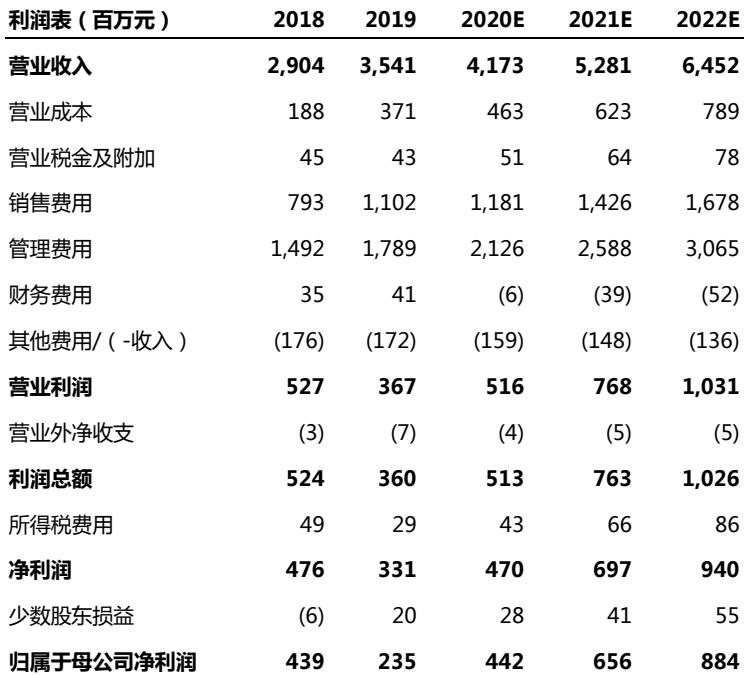 利润表（百万元） 2018 2019 2020E 2021E 2022E
营业收入 2,904 3,541 4,173 5,281 6,452
营业成本 188 371 463 623 789
营业税金及附加 45 43 51 64 78
销售费用 793 1,102 1,181 1,426 1,678
管理费用 1,492 1,789 2,126 2,588 3,065
财务费用 35 41 (6) (39) (52)
其他费用/（-收入） (176) (172) (159) (148) (136)
营业利润 527 367 516 768 1,031
营业外净收支 (3) (7) (4) (5) (5)
利润总额 524 360 513 763 1,026
所得税费用 49 29 43 66 86
净利润 476 331 470 697 940
少数股东损益 (6) 20 28 41 55
归属于母公司净利润 439 235 442 656 884